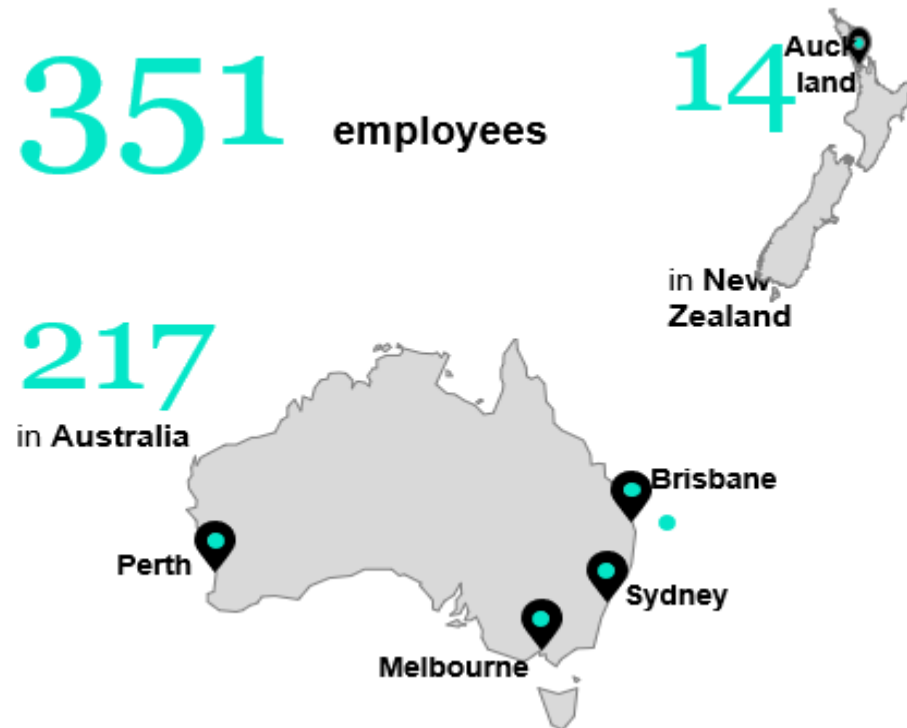 351 employees
14
Auck
land
in New
Zealand
217
in Australia
Brisbane
Perth
Sydney
Melbourne